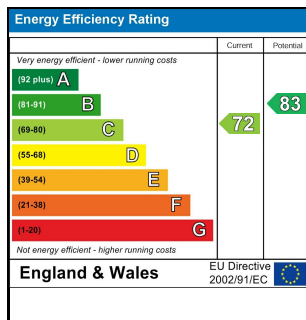 Energy Efficiency Rating
Current Potential
Very energy efficient - lower running costs
(92 plus) A
(81-91) B
(69-80) C
(55-68) D
(39-54) E
(21-38) F
(1-20) G
72
83
Not energy efficient - higher running costs
England & Wales
EU Directive
2002/91/EC